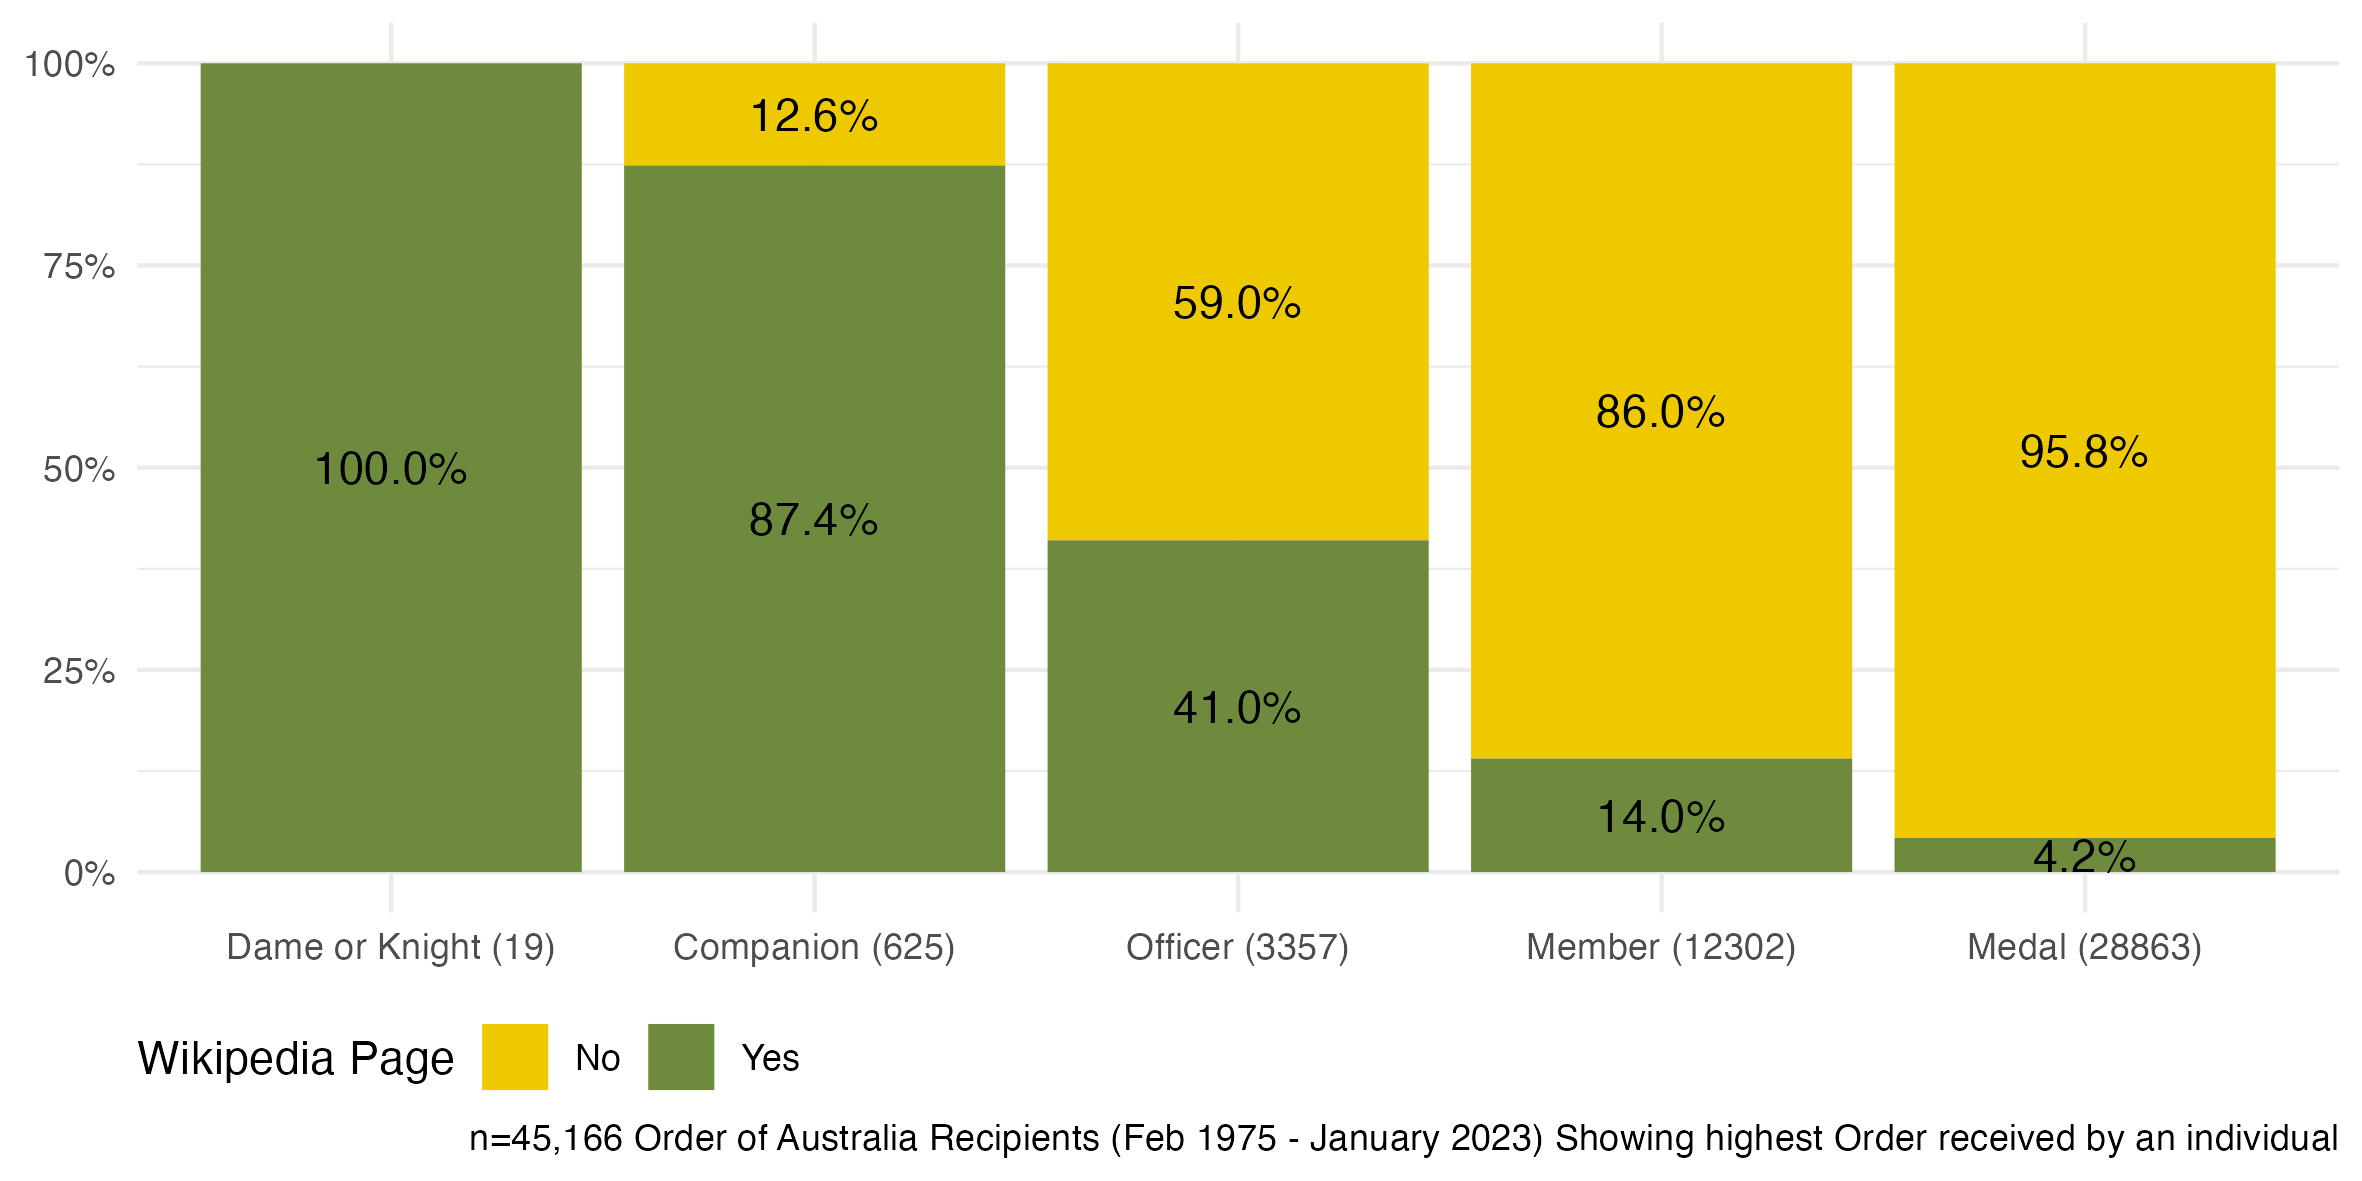 100%
75%
50%
25%
0%
100.0%
12.6%
87.4%
59.0%
41.0%
86.0%
14.0%
95.8%
4.2%
Dame or Knight (19)
Companion (625)
Officer (3357)
Member (12302)
Medal (28863)
Wikipedia Page No Yes
n=45,166 Order of Australia Recipients (Feb 1975 - January 2023) Showing highest Order received by an individual